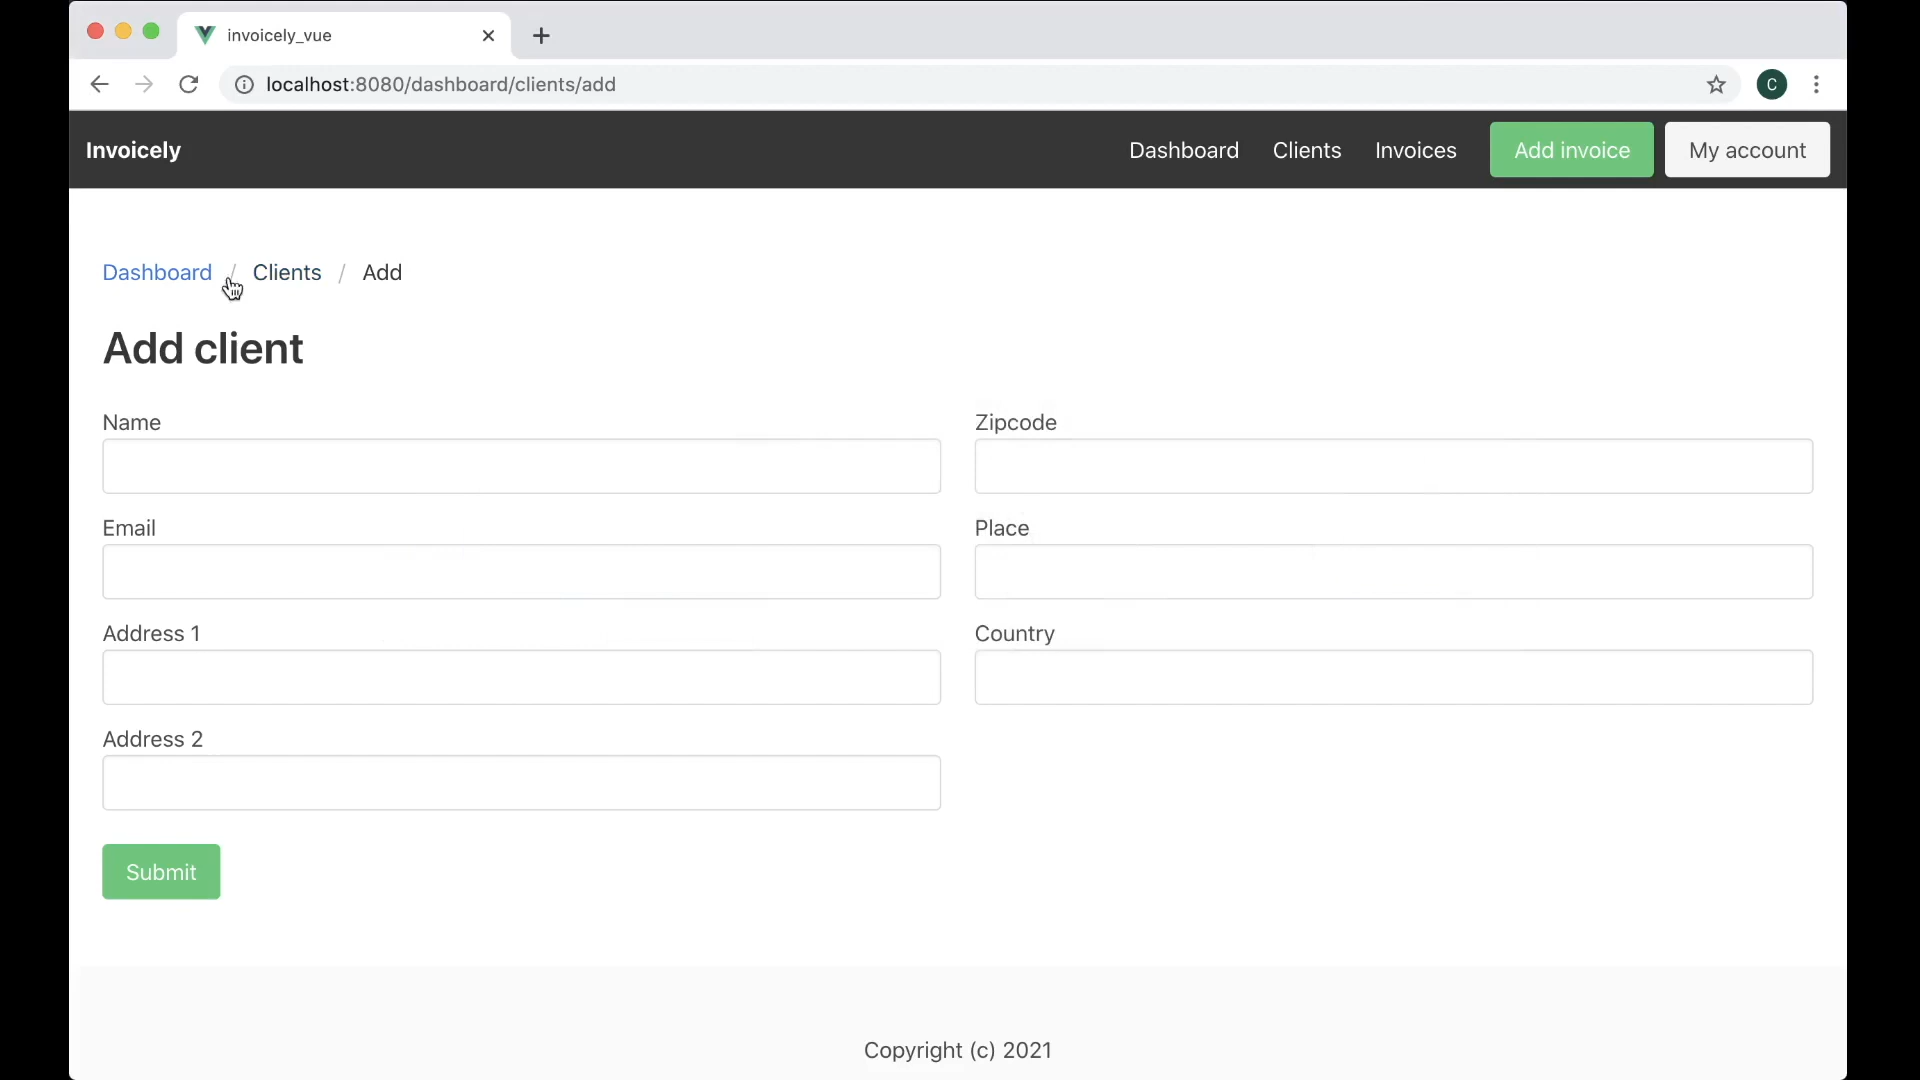 invoicely_vue
localhost:8080/dashboard/clients/add
C
Invoicely
Dashboard Clients Invoices Add invoice My account
Dashboard / Clients / Add
Add client
Name Zipcode
Email Place
Address 1 Country
Address 2
Submit
Copyright (c) 2021